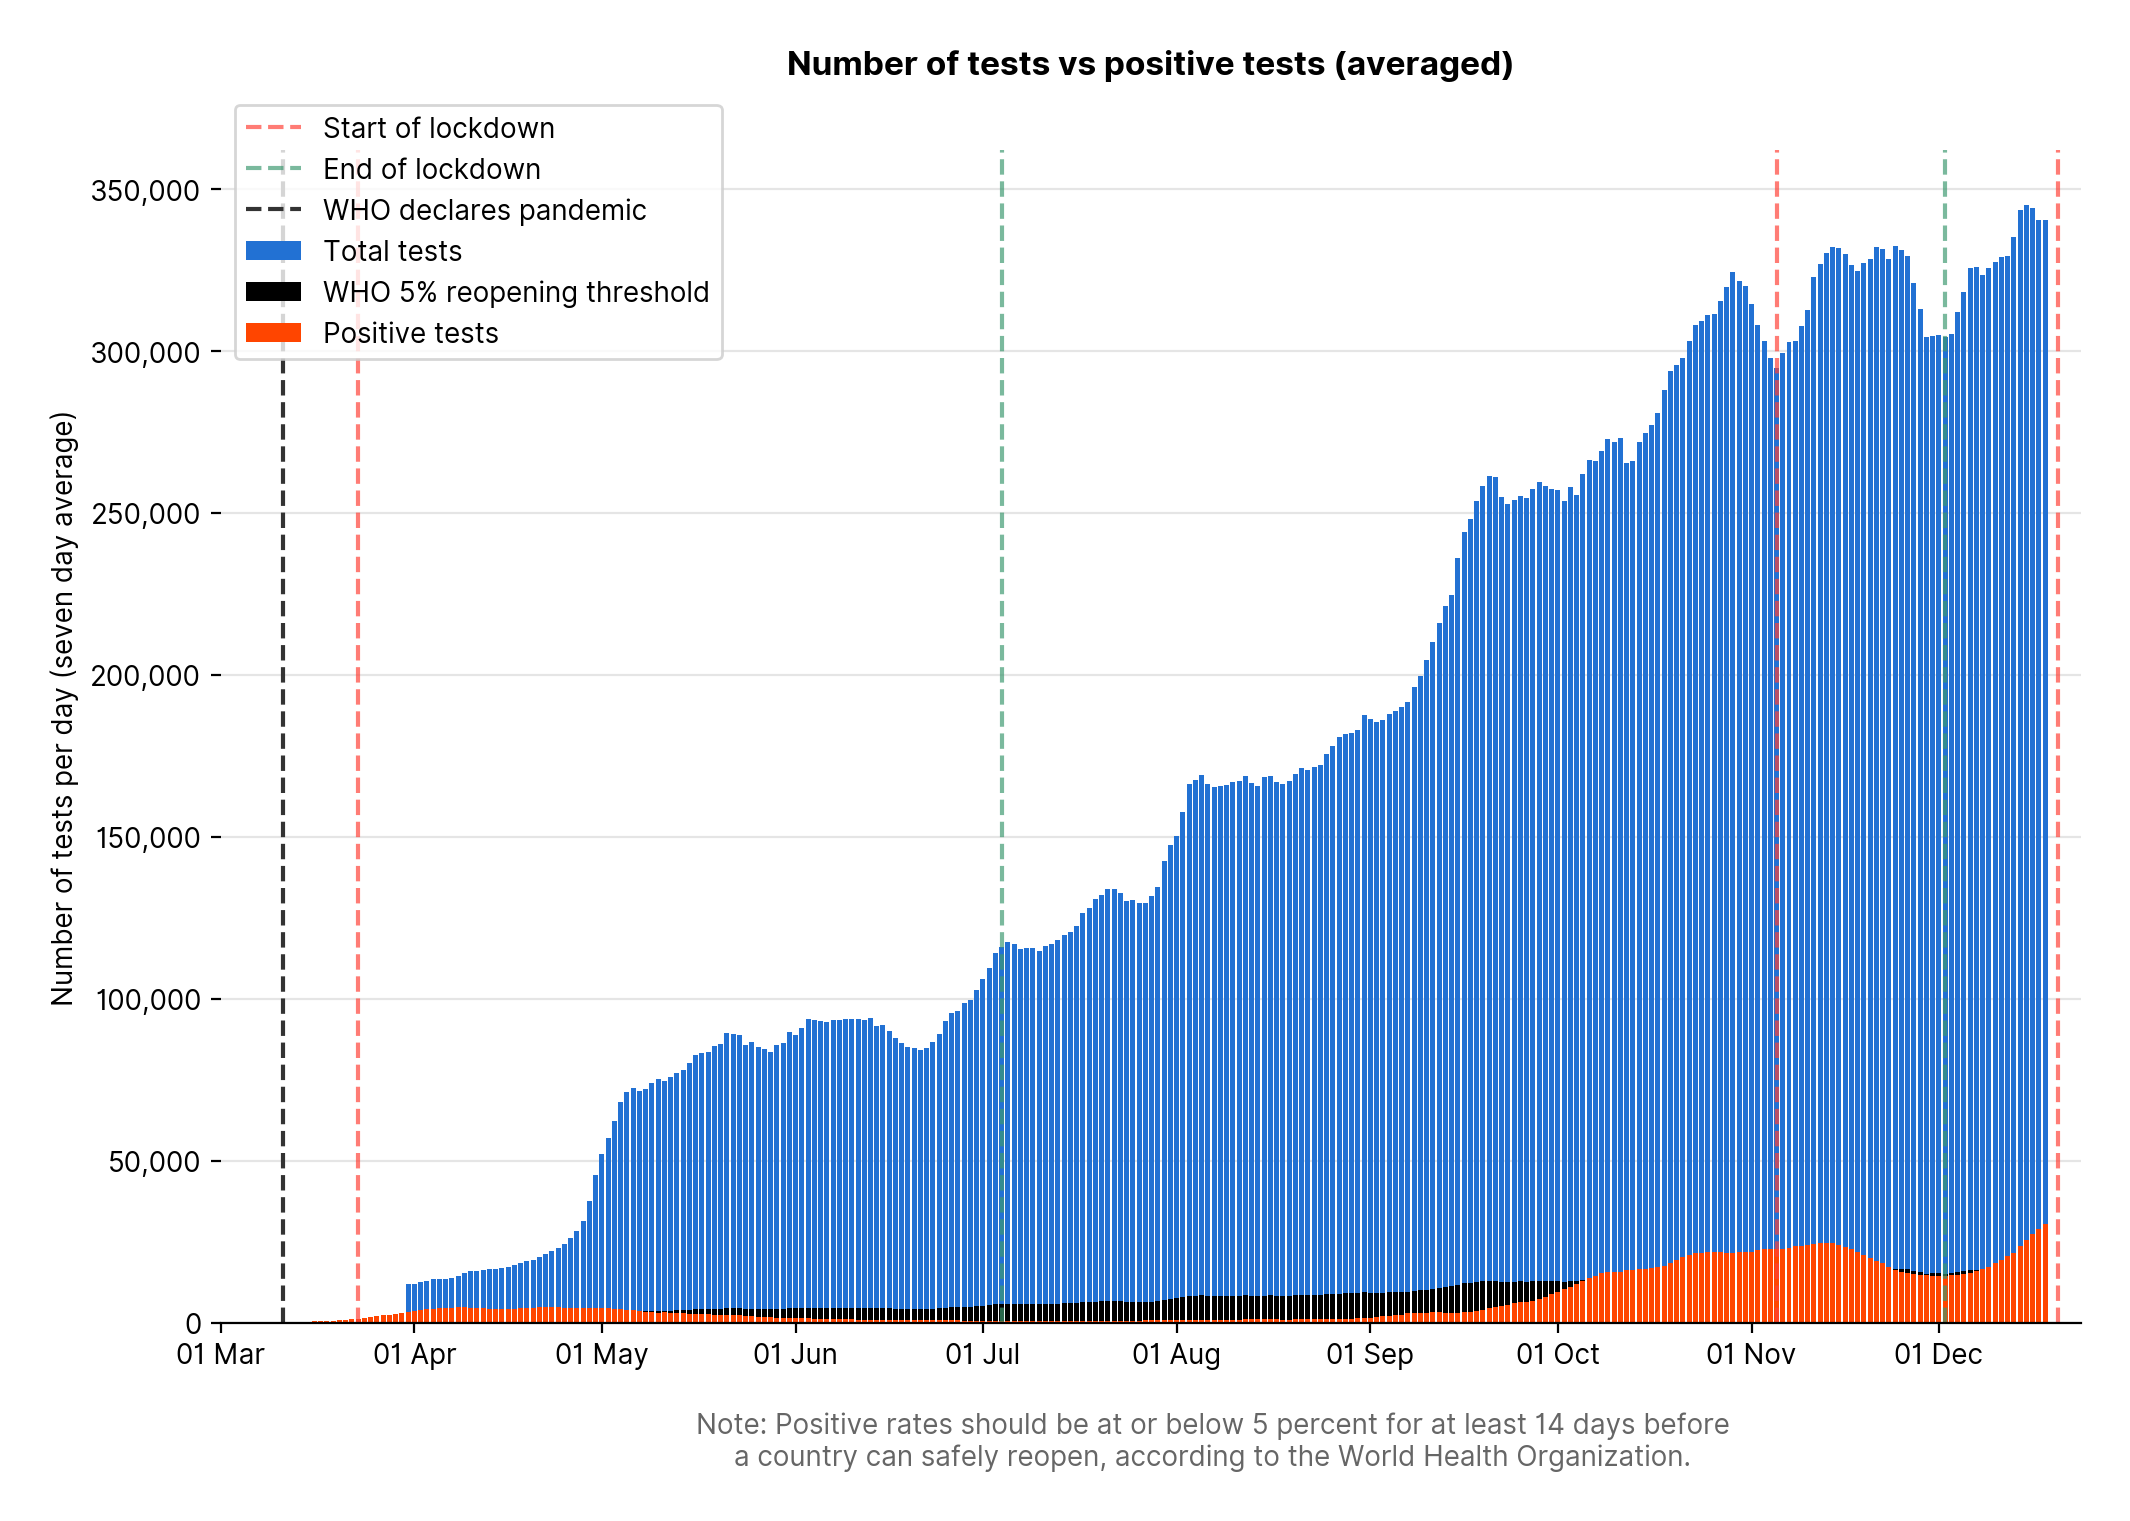 Number of tests vs positive tests (averaged)
Start of lockdown
End of lockdown
WHO declares pandemic
Total tests
WHO 5% reopening threshold
Positive tests
Number of tests per day (seven day average)
350,000
300,000
250,000
200,000
150,000
100,000
50,000
0
01 Mar 01 Apr 01 May 01 Jun 01 Jul 01 Aug 01 Sep 01 Oct 01 Nov 01 Dec
Note: Positive rates should be at or below 5 percent for at least 14 days before
a country can safely reopen, according to the World Health Organization.